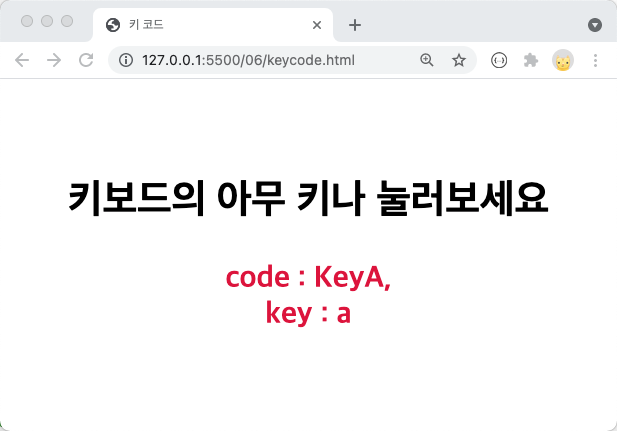 키 코드
127.0.0.1:5500/06/keycode.html
키보드의 아무 키나 눌러보세요
code : KeyA,
key : a